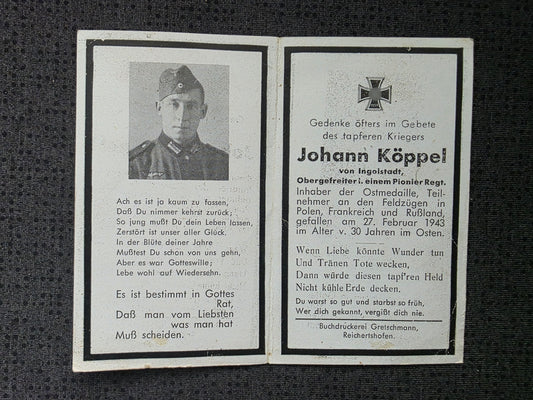 Ach es ist ja kaum zu fassen,
Daß Du nimmer kehrst zurück;
So jung mußt Du dein Leben lassen,
Zerstört ist unser alles Glück.
In der Blüte deiner Jahre
Mußtest Du schon von uns gehn,
Aber es war Gotteswille;
Lebe wohl auf Wiedersehn.
Es ist bestimmt in Gottes
Rat,
Daß man vom Liebsten
was man hat
Muß scheiden.
Gedenke öfters im Gebete
des tapferen Kriegers
Johann Köppel
von Ingolstadt,
Obergefreiter i. einem Pionier Regt.
Inhaber der Ostmedaille, Teil-
nehmer an den Feldzügen in
Polen, Frankreich und Rußland,
gefallen am 27. Februar 1943
im Alter v. 30 Jahren im Osten.
Wenn Liebe könnte Wunder tun
Und Tränen Tote wecken,
Dann würde diesen tapf'ren Held
Nicht kühle Erde decken.
Du warst so gut und starbst so früh,
Wer dich gekannt, vergißt dich nie.
Buchdruckerei Gretschmann,
Reichertshofen.